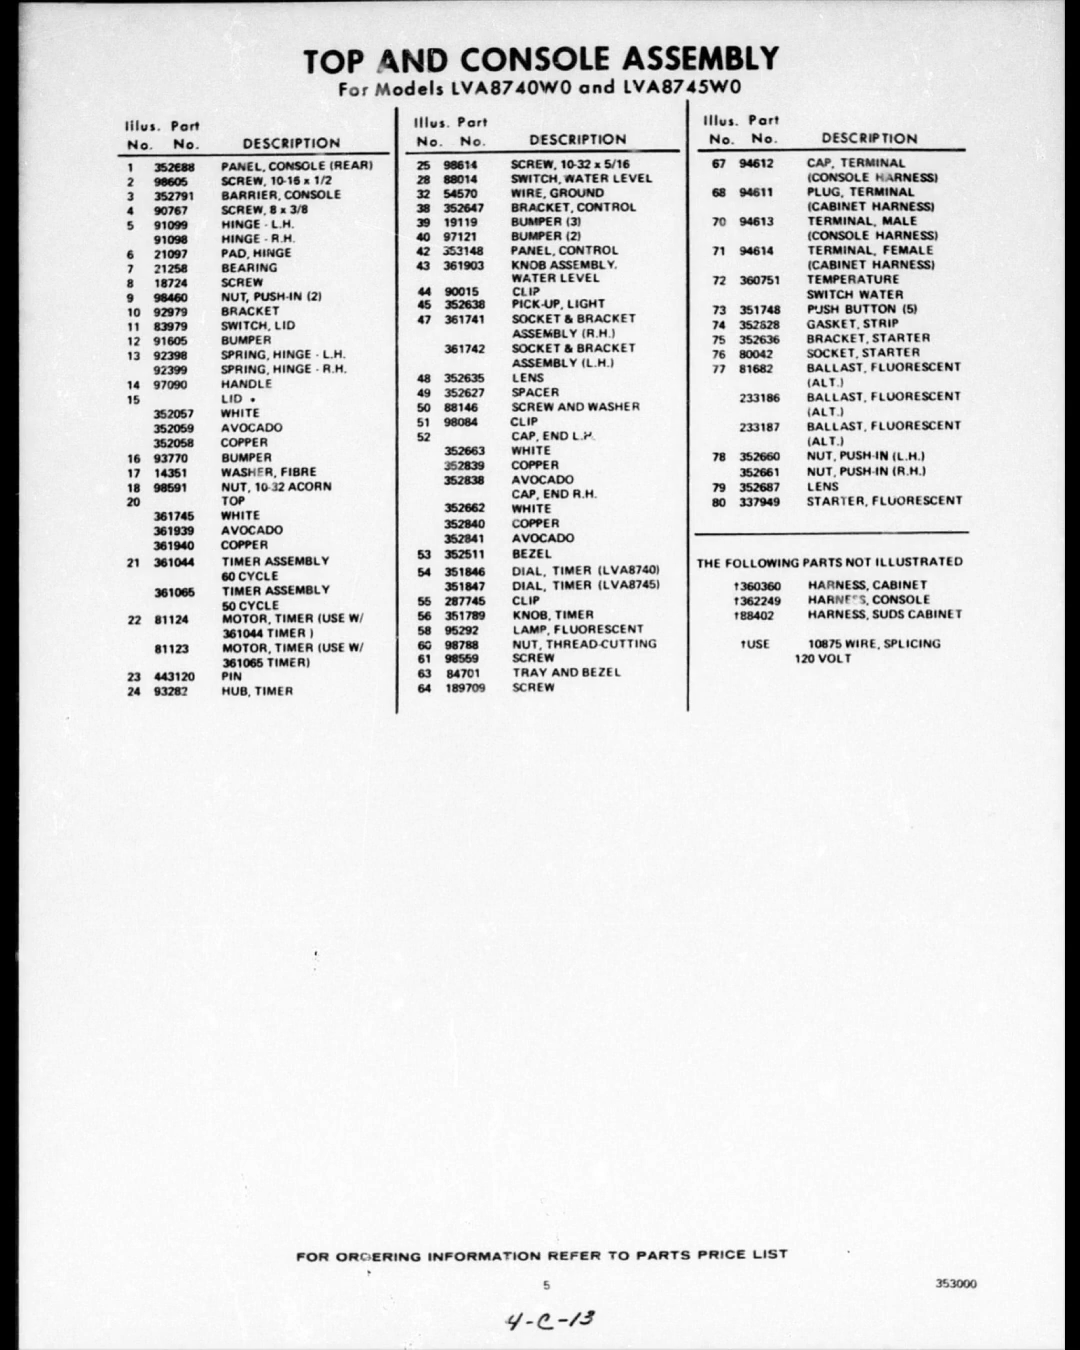 TOP AND CONSOLE ASSEMBLY
For Models LVA8740W0 and LVA8745W0
Illus. Part
No. No. DESCRIPTION
1 352688 PANEL, CONSOLE (REAR)
2 98605 SCREW, 10-16 x 1/2
3 352791 BARRIER, CONSOLE
4 90767 SCREW, 8 x 3/8
5 91099 HINGE - L.H.
91098 HINGE - R.H.
6 21097 PAD, HINGE
7 21258 BEARING
8 18724 SCREW
9 98460 NUT, PUSH-IN (2)
10 92979 BRACKET
11 83979 SWITCH, LID
12 91605 BUMPER
13 92398 SPRING, HINGE - L.H.
92399 SPRING, HINGE - R.H.
14 97090 HANDLE
15 LID •
352057 WHITE
352059 AVOCADO
352058 COPPER
16 93770 BUMPER
17 14351 WASHER, FIBRE
18 98591 NUT, 10-32 ACORN
20 TOP
361745 WHITE
361939 AVOCADO
361940 COPPER
21 361044 TIMER ASSEMBLY
60 CYCLE
361065 TIMER ASSEMBLY
50 CYCLE
22 81124 MOTOR, TIMER (USE W/
361044 TIMER )
81123 MOTOR, TIMER (USE W/
361065 TIMER)
23 443120 PIN
24 93282 HUB, TIMER
Illus. Part
No. No. DESCRIPTION
25 98614 SCREW, 10-32 x 5/16
28 88014 SWITCH, WATER LEVEL
32 54570 WIRE, GROUND
38 352647 BRACKET, CONTROL
39 19119 BUMPER (3)
40 97121 BUMPER (2)
42 353148 PANEL, CONTROL
43 361903 KNOB ASSEMBLY,
WATER LEVEL
44 90015 CLIP
45 352638 PICK-UP, LIGHT
47 361741 SOCKET & BRACKET
ASSEMBLY (R.H.)
361742 SOCKET & BRACKET
ASSEMBLY (L.H.)
48 352635 LENS
49 352627 SPACER
50 88146 SCREW AND WASHER
51 98084 CLIP
52 CAP, END L.H.
352663 WHITE
352839 COPPER
352838 AVOCADO
CAP, END R.H.
352662 WHITE
352840 COPPER
352841 AVOCADO
53 352511 BEZEL
54 351846 DIAL, TIMER (LVA8740)
351847 DIAL, TIMER (LVA8745)
55 287745 CLIP
56 351789 KNOB, TIMER
58 95292 LAMP, FLUORESCENT
60 98788 NUT, THREAD-CUTTING
61 98559 SCREW
63 84701 TRAY AND BEZEL
64 189709 SCREW
Illus. Part
No. No. DESCRIPTION
67 94612 CAP, TERMINAL
(CONSOLE HARNESS)
68 94611 PLUG, TERMINAL
(CABINET HARNESS)
70 94613 TERMINAL, MALE
(CONSOLE HARNESS)
71 94614 TERMINAL, FEMALE
(CABINET HARNESS)
72 360751 TEMPERATURE
SWITCH WATER
73 351748 PUSH BUTTON (5)
74 352828 GASKET, STRIP
75 352636 BRACKET, STARTER
76 80042 SOCKET, STARTER
77 81682 BALLAST, FLUORESCENT
(ALT.)
233186 BALLAST, FLUORESCENT
(ALT.)
233187 BALLAST, FLUORESCENT
(ALT.)
78 352660 NUT, PUSH-IN (L.H.)
352661 NUT, PUSH-IN (R.H.)
79 352687 LENS
80 337949 STARTER, FLUORESCENT
THE FOLLOWING PARTS NOT ILLUSTRATED
†360360 HARNESS, CABINET
†362249 HARNESS, CONSOLE
†88402 HARNESS, SUDS CABINET
†USE 10875 WIRE, SPLICING
120 VOLT
FOR ORDERING INFORMATION REFER TO PARTS PRICE LIST
5
353000
4-C-13